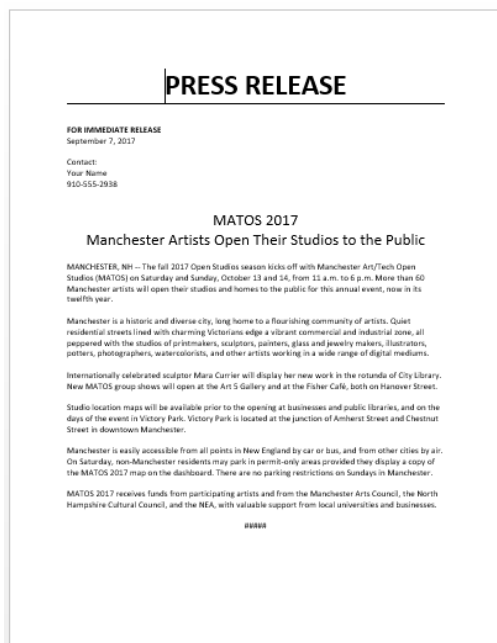 PRESS RELEASE
FOR IMMEDIATE RELEASE
September 7, 2017
Contact:
Your Name
910-555-2938
MATOS 2017
Manchester Artists Open Their Studios to the Public
MANCHESTER, NH -- The fall 2017 Open Studios season kicks off with Manchester Art/Tech Open
Studios (MATOS) on Saturday and Sunday, October 13 and 14, from 11 a.m. to 6 p.m. More than 60
Manchester artists will open their studios and homes to the public for this annual event, now in its
twelfth year.
Manchester is a historic and diverse city, long home to a flourishing community of artists. Quiet
residential streets lined with charming Victorians edge a vibrant commercial and industrial zone, all
peppered with the studios of printmakers, sculptors, painters, glass and jewelry makers, illustrators,
potters, photographers, watercolorists, and other artists working in a wide range of digital mediums.
Internationally celebrated sculptor Mara Currier will display her new work in the rotunda of City Library.
New MATOS group shows will open at the Art 5 Gallery and at the Fisher Café, both on Hanover Street.
Studio location maps will be available prior to the opening at businesses and public libraries, and on the
days of the event in Victory Park. Victory Park is located at the junction of Amherst Street and Chestnut
Street in downtown Manchester.
Manchester is easily accessible from all points in New England by car or bus, and from other cities by air.
On Saturday, non-Manchester residents may park in permit-only areas provided they display a copy of
the MATOS 2017 map on the dashboard. There are no parking restrictions on Sundays in Manchester.
MATOS 2017 receives funds from participating artists and from the Manchester Arts Council, the North
Hampshire Cultural Council, and the NEA, with valuable support from local universities and businesses.
#####